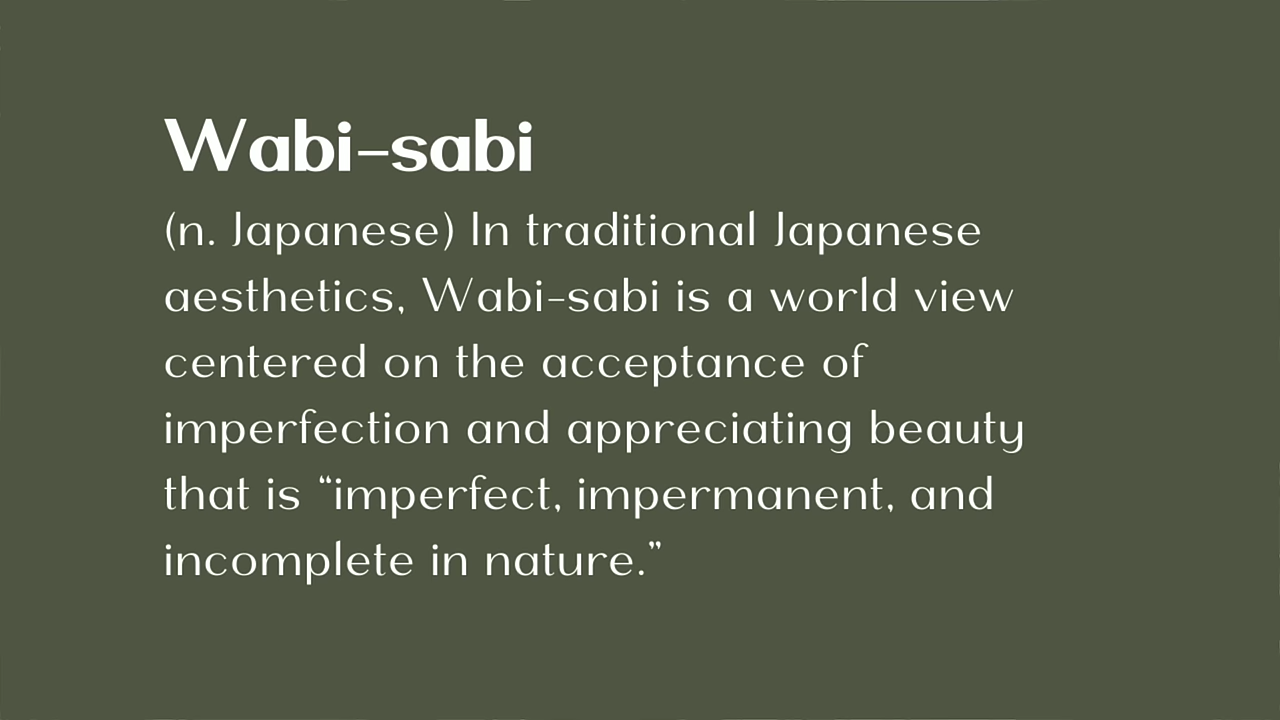 Wabi-sabi
(n. Japanese) In traditional Japanese
aesthetics, Wabi-sabi is a world view
centered on the acceptance of
imperfection and appreciating beauty
that is “imperfect, impermanent, and
incomplete in nature.”